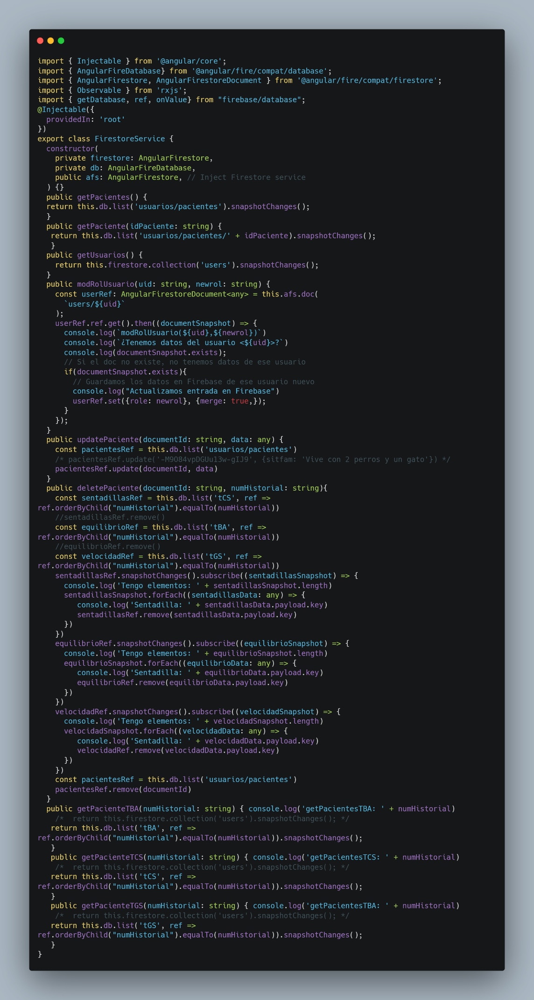 import { Injectable } from '@angular/core';
import { AngularFireDatabase} from '@angular/fire/compat/database';
import { AngularFirestore, AngularFirestoreDocument } from '@angular/fire/compat/firestore';
import { Observable } from 'rxjs';
import { getDatabase, ref, onValue} from "firebase/database";
@Injectable({
  providedIn: 'root'
})
export class FirestoreService {
  constructor(
    private firestore: AngularFirestore,
    private db: AngularFireDatabase,
    public afs: AngularFirestore, // Inject Firestore service
  ) {}
  public getPacientes() {
  return this.db.list('usuarios/pacientes').snapshotChanges();
  }
  public getPaciente(idPaciente: string) {
   return this.db.list('usuarios/pacientes/' + idPaciente).snapshotChanges();
   }
  public getUsuarios() {
    return this.firestore.collection('users').snapshotChanges();
  }
  public modRolUsuario(uid: string, newrol: string) {
    const userRef: AngularFirestoreDocument<any> = this.afs.doc(
      `users/${uid}`
    );
    userRef.ref.get().then((documentSnapshot) => {
      console.log(`modRolUsuario(${uid},${newrol})`)
      console.log(`¿Tenemos datos del usuario <${uid}>?`)
      console.log(documentSnapshot.exists);
      // Si el doc no existe, no tenemos datos de ese usuario
      if(documentSnapshot.exists){
        // Guardamos los datos en Firebase de ese usuario nuevo
        console.log("Actualizamos entrada en Firebase")
        userRef.set({role: newrol}, {merge: true,});
      }
    });
  }
  public updatePaciente(documentId: string, data: any) {
    const pacientesRef = this.db.list('usuarios/pacientes')
    /* pacientesRef.update('-M9O84vpDGUu13w-gIJ9', {sitfam: 'Vive con 2 perros y un gato'}) */
    pacientesRef.update(documentId, data)
  }
  public deletePaciente(documentId: string, numHistorial: string){
    const sentadillasRef = this.db.list('tCS', ref =>
ref.orderByChild("numHistorial").equalTo(numHistorial))
    //sentadillasRef.remove()
    const equilibrioRef = this.db.list('tBA', ref =>
ref.orderByChild("numHistorial").equalTo(numHistorial))
    //equilibrioRef.remove()
    const velocidadRef = this.db.list('tGS', ref =>
ref.orderByChild("numHistorial").equalTo(numHistorial))
    sentadillasRef.snapshotChanges().subscribe((sentadillasSnapshot) => {
      console.log('Tengo elementos: ' + sentadillasSnapshot.length)
      sentadillasSnapshot.forEach((sentadillasData: any) => {
         console.log('Sentadilla: ' + sentadillasData.payload.key)
         sentadillasRef.remove(sentadillasData.payload.key)
      })
    })
    equilibrioRef.snapshotChanges().subscribe((equilibrioSnapshot) => {
      console.log('Tengo elementos: ' + equilibrioSnapshot.length)
      equilibrioSnapshot.forEach((equilibrioData: any) => {
         console.log('Sentadilla: ' + equilibrioData.payload.key)
         equilibrioRef.remove(equilibrioData.payload.key)
      })
    })
    velocidadRef.snapshotChanges().subscribe((velocidadSnapshot) => {
      console.log('Tengo elementos: ' + velocidadSnapshot.length)
      velocidadSnapshot.forEach((velocidadData: any) => {
         console.log('Sentadilla: ' + velocidadData.payload.key)
         velocidadRef.remove(velocidadData.payload.key)
      })
    })
    const pacientesRef = this.db.list('usuarios/pacientes')
    pacientesRef.remove(documentId)
  }
  public getPacienteTBA(numHistorial: string) { console.log('getPacientesTBA: ' + numHistorial)
    /*  return this.firestore.collection('users').snapshotChanges(); */
   return this.db.list('tBA', ref =>
ref.orderByChild("numHistorial").equalTo(numHistorial)).snapshotChanges();
   }
   public getPacienteTCS(numHistorial: string) { console.log('getPacientesTCS: ' + numHistorial)
    /*  return this.firestore.collection('users').snapshotChanges(); */
   return this.db.list('tCS', ref =>
ref.orderByChild("numHistorial").equalTo(numHistorial)).snapshotChanges();
   }
   public getPacienteTGS(numHistorial: string) { console.log('getPacientesTBA: ' + numHistorial)
    /*  return this.firestore.collection('users').snapshotChanges(); */
   return this.db.list('tGS', ref =>
ref.orderByChild("numHistorial").equalTo(numHistorial)).snapshotChanges();
   }
}